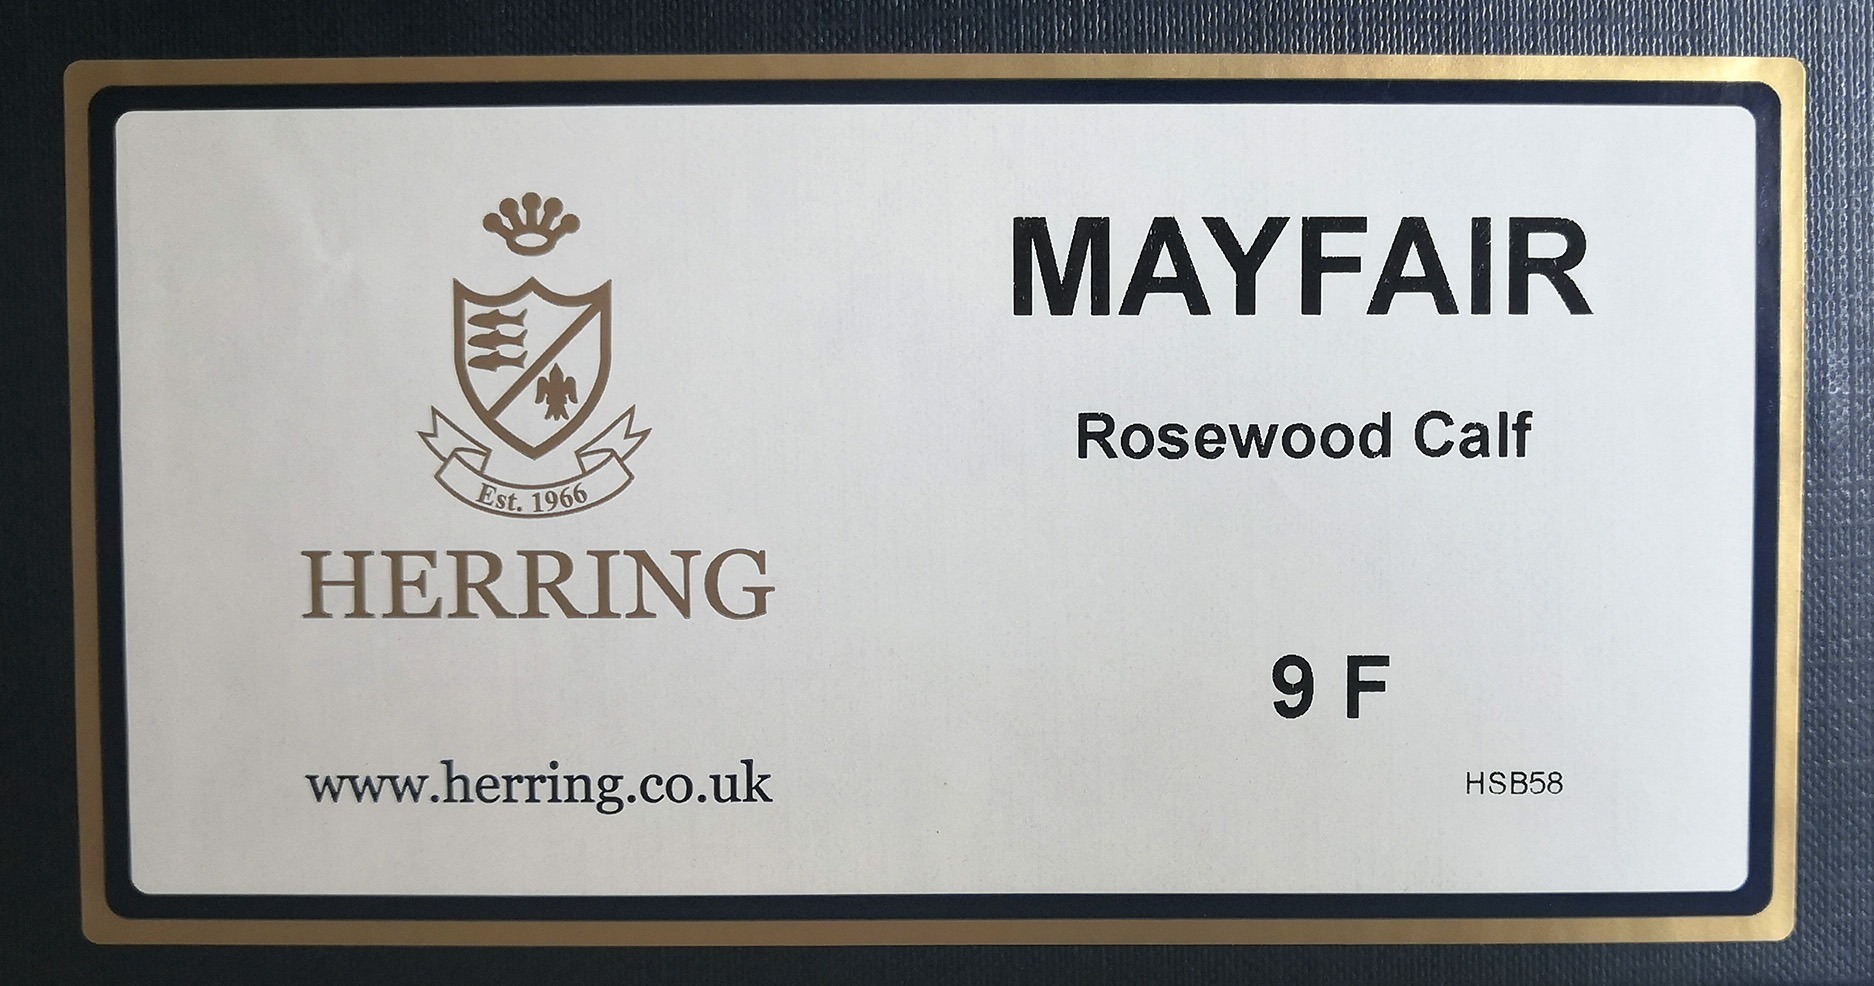 Est. 1966
HERRING
www.herring.co.uk
MAYFAIR
Rosewood Calf
9 F
HSB58